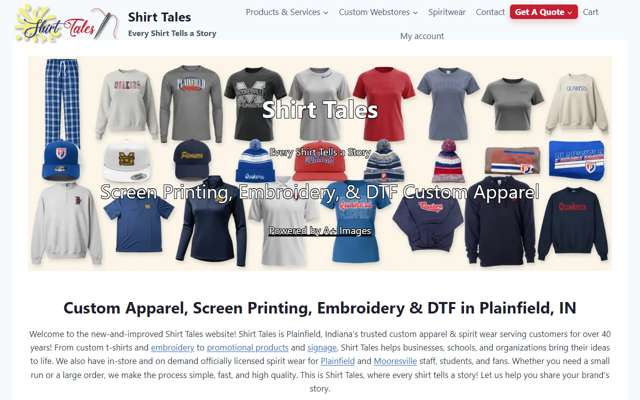 Shirt Tales
Shirt Tales
Every Shirt Tells a Story
Products & Services
Custom Webstores
Spiritwear
Contact
Get A Quote
Cart
My account
PLAINFIELD
Shirt Tales
Every Shirt Tells a Story
Screen Printing, Embroidery, & DTF Custom Apparel
Powered by A+ Images
Quakers
Custom Apparel, Screen Printing, Embroidery & DTF in Plainfield, IN
Welcome to the new-and-improved Shirt Tales website! Shirt Tales is Plainfield, Indiana's trusted custom apparel & spirit wear serving customers for over 40
years! From custom t-shirts and embroidery to promotional products and signage, Shirt Tales helps businesses, schools, and organizations bring their ideas
to life. We also have in-store and on demand officially licensed spirit wear for Plainfield and Mooresville staff, students, and fans. Whether you need a small
run or a large order, we make the process simple, fast, and high quality. This is Shirt Tales, where every shirt tells a story! Let us help you share your brand's
story.